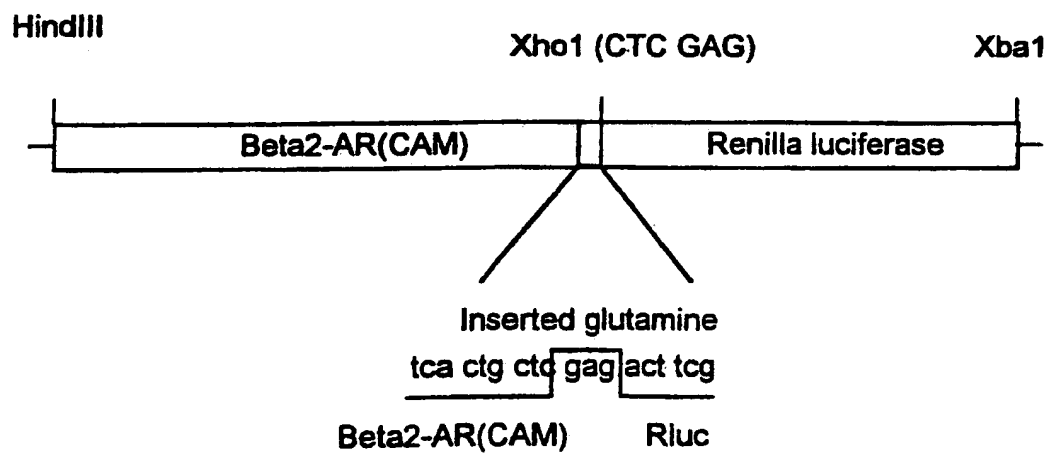 HindIII
Xho1 (CTC GAG)
Xba1
Beta2-AR(CAM)
Renilla luciferase
Inserted glutamine
tca ctg ctc gag act tcg
Beta2-AR(CAM)
Rluc